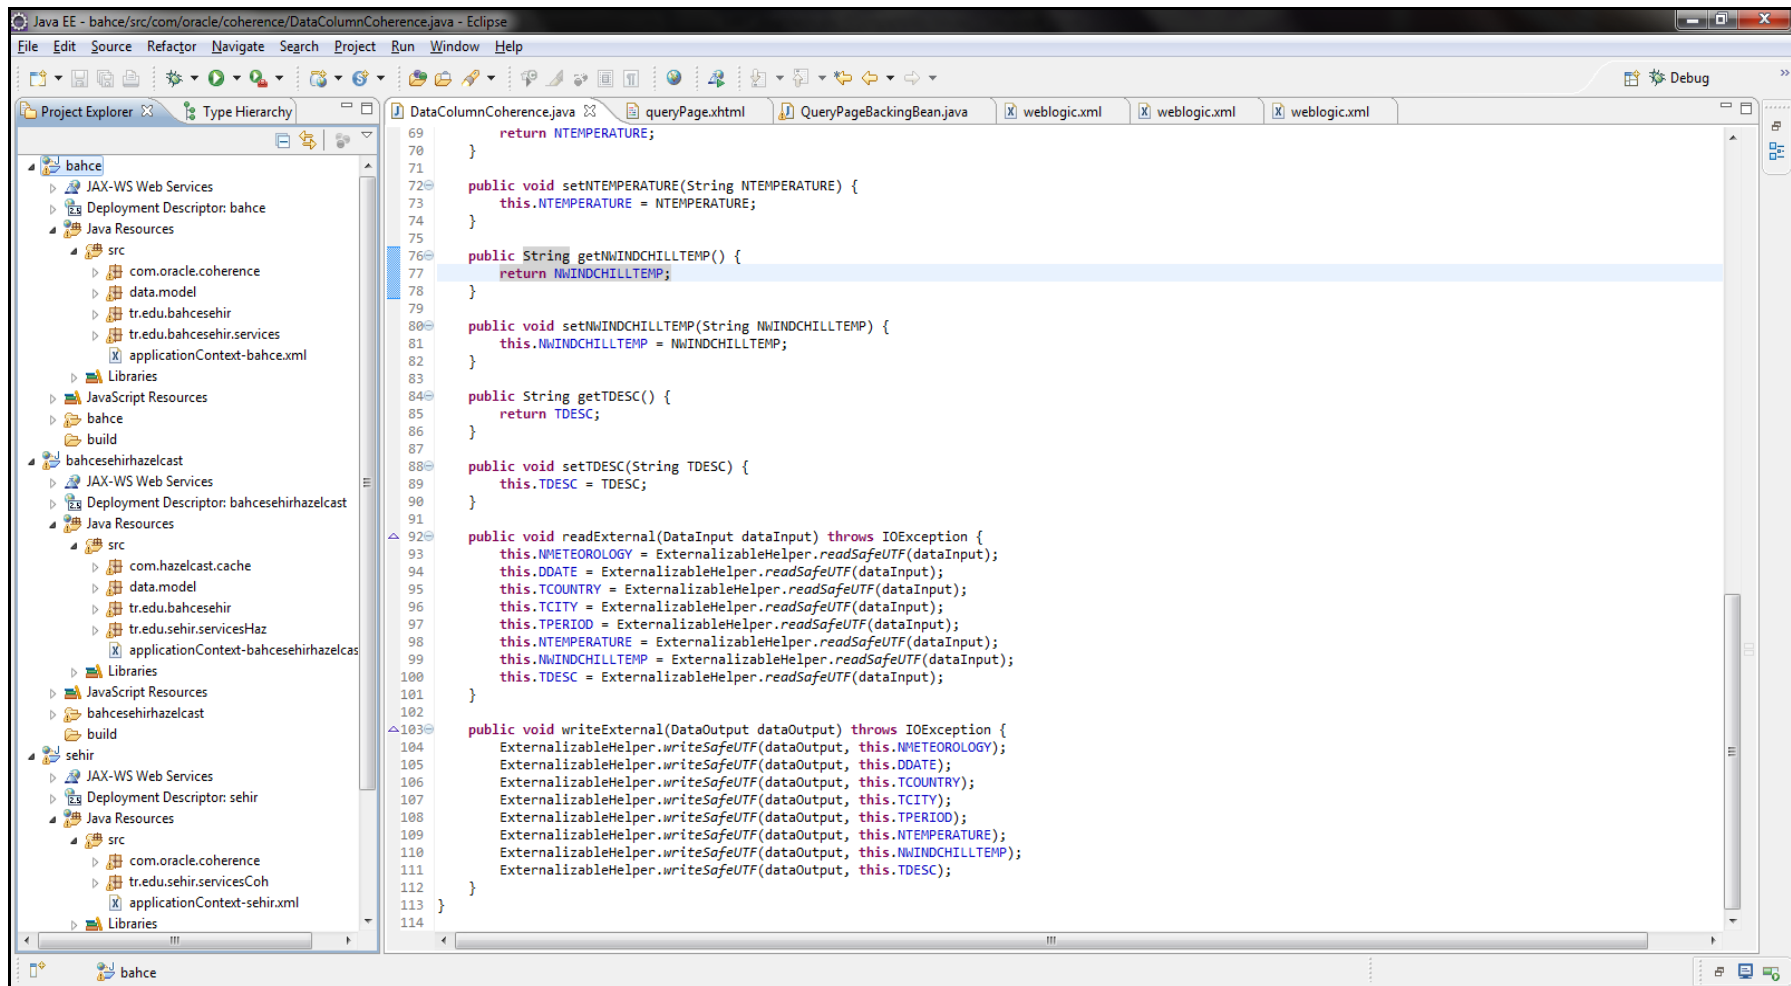 Java EE - bahce/src/com/oracle/coherence/DataColumnCoherence.java - Eclipse
File Edit Source Refactor Navigate Search Project Run Window Help
Debug
Project Explorer
Type Hierarchy
bahce
JAX-WS Web Services
Deployment Descriptor: bahce
Java Resources
src
com.oracle.coherence
data.model
tr.edu.bahcesehir
tr.edu.bahcesehir.services
applicationContext-bahce.xml
Libraries
JavaScript Resources
bahce
build
bahcesehirhazelcast
JAX-WS Web Services
Deployment Descriptor: bahcesehirhazelcast
Java Resources
src
com.hazelcast.cache
data.model
tr.edu.bahcesehir
tr.edu.sehir.servicesHaz
applicationContext-bahcesehirhazelcas
Libraries
JavaScript Resources
bahcesehirhazelcast
build
sehir
JAX-WS Web Services
Deployment Descriptor: sehir
Java Resources
src
com.oracle.coherence
tr.edu.sehir.servicesCoh
applicationContext-sehir.xml
Libraries
DataColumnCoherence.java queryPage.xhtml QueryPageBackingBean.java weblogic.xml weblogic.xml weblogic.xml
69 return NTEMPERATURE;
70 }
71
72 public void setNTEMPERATURE(String NTEMPERATURE) {
73 this.NTEMPERATURE = NTEMPERATURE;
74 }
75
76 public String getNWINDCHILLTEMP() {
77 return NWINDCHILLTEMP;
78 }
79
80 public void setNWINDCHILLTEMP(String NWINDCHILLTEMP) {
81 this.NWINDCHILLTEMP = NWINDCHILLTEMP;
82 }
83
84 public String getTDESC() {
85 return TDESC;
86 }
87
88 public void setTDESC(String TDESC) {
89 this.TDESC = TDESC;
90 }
91
92 public void readExternal(DataInput dataInput) throws IOException {
93 this.NMETEOROLOGY = ExternalizableHelper.readSafeUTF(dataInput);
94 this.DDATE = ExternalizableHelper.readSafeUTF(dataInput);
95 this.TCOUNTRY = ExternalizableHelper.readSafeUTF(dataInput);
96 this.TCITY = ExternalizableHelper.readSafeUTF(dataInput);
97 this.TPERIOD = ExternalizableHelper.readSafeUTF(dataInput);
98 this.NTEMPERATURE = ExternalizableHelper.readSafeUTF(dataInput);
99 this.NWINDCHILLTEMP = ExternalizableHelper.readSafeUTF(dataInput);
100 this.TDESC = ExternalizableHelper.readSafeUTF(dataInput);
101 }
102
103 public void writeExternal(DataOutput dataOutput) throws IOException {
104 ExternalizableHelper.writeSafeUTF(dataOutput, this.NMETEOROLOGY);
105 ExternalizableHelper.writeSafeUTF(dataOutput, this.DDATE);
106 ExternalizableHelper.writeSafeUTF(dataOutput, this.TCOUNTRY);
107 ExternalizableHelper.writeSafeUTF(dataOutput, this.TCITY);
108 ExternalizableHelper.writeSafeUTF(dataOutput, this.TPERIOD);
109 ExternalizableHelper.writeSafeUTF(dataOutput, this.NTEMPERATURE);
110 ExternalizableHelper.writeSafeUTF(dataOutput, this.NWINDCHILLTEMP);
111 ExternalizableHelper.writeSafeUTF(dataOutput, this.TDESC);
112 }
113 }
114
bahce